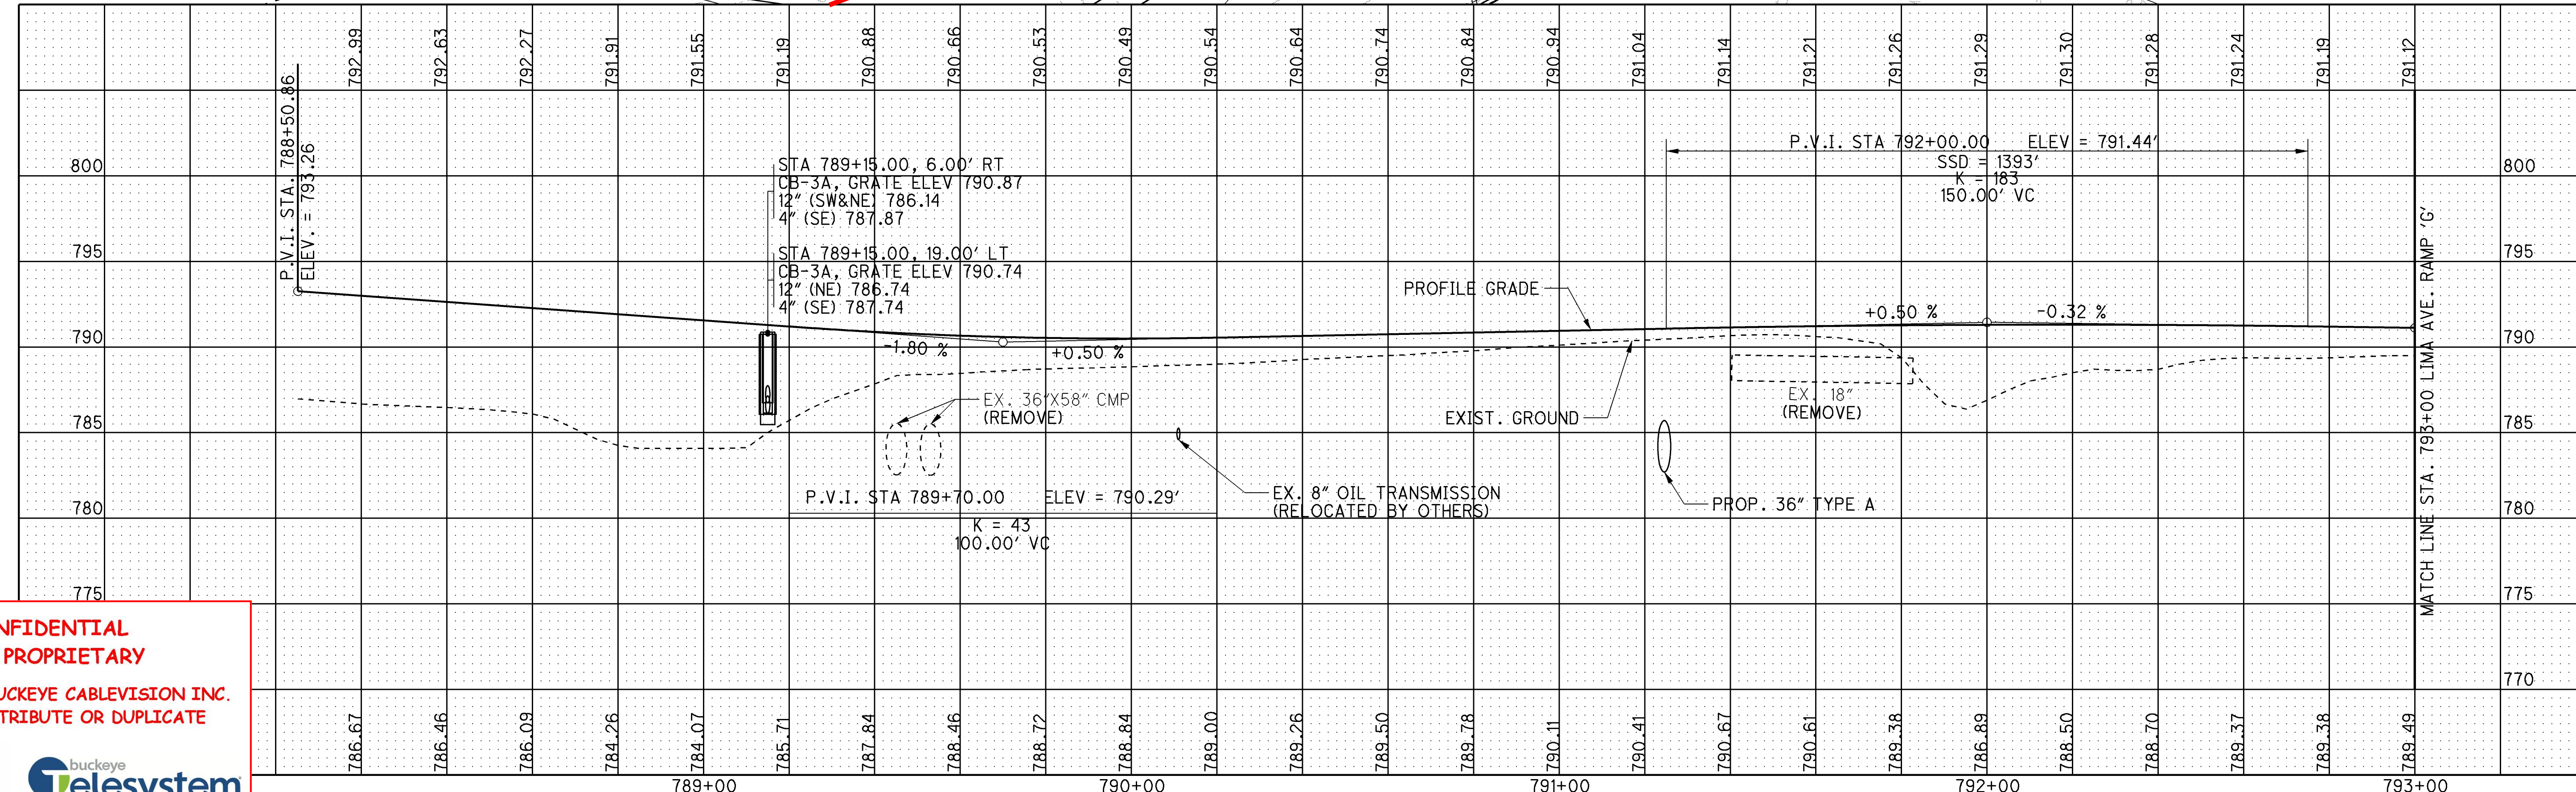 792.99 792.63 792.27 791.91 791.55 791.19 790.88 790.66 790.53 790.49 790.54 790.64 790.74 790.84 790.94 791.04 791.14 791.21 791.26 791.29 791.30 791.28 791.24 791.19 791.12
P.V.I. STA. 788+50.86
ELEV. = 793.26
800
795
790
785
780
775
STA 789+15.00, 6.00' RT
CB-3A, GRATE ELEV 790.87
12" (SW&NE) 786.14
4" (SE) 787.87
STA 789+15.00, 19.00' LT
CB-3A, GRATE ELEV 790.74
12" (NE) 786.74
4" (SE) 787.74
-1.80 %
+0.50 %
EX. 36"X58" CMP
(REMOVE)
P.V.I. STA 789+70.00 ELEV = 790.29'
K = 43
100.00' VC
EX. 8" OIL TRANSMISSION
(RELOCATED BY OTHERS)
PROFILE GRADE
EXIST. GROUND
P.V.I. STA 792+00.00 ELEV = 791.44'
SSD = 1393'
K = 183
150.00' VC
+0.50 %
-0.32 %
EX. 18"
(REMOVE)
PROP. 36" TYPE A
MATCH LINE STA. 793+00 LIMA AVE. RAMP 'G'
800
795
790
785
780
775
770
NFIDENTIAL
PROPRIETARY
UCKEYE CABLEVISION INC.
TRIBUTE OR DUPLICATE
buckeye
Telesystem
786.67 786.46 786.09 784.26 784.07 785.71 787.84 788.46 788.72 788.84 789.00 789.26 789.50 789.78 790.11 790.41 790.67 790.61 789.38 786.89 788.50 788.70 789.37 789.38 789.49
789+00 790+00 791+00 792+00 793+00